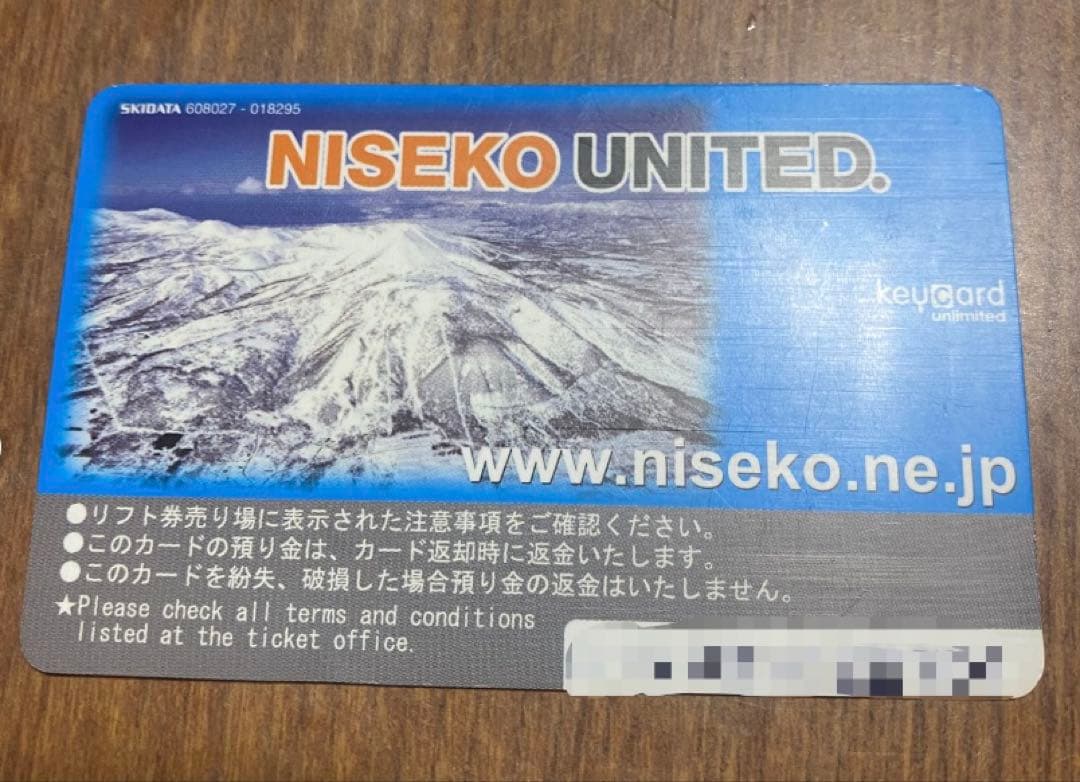 SKIDATA 608027 - 018295
NISEKO UNITED.
keycard
unlimited
www.niseko.ne.jp
●リフト券売り場に表示された注意事項をご確認ください。
●このカードの預り金は、カード返却時に返金いたします。
●このカードを紛失、破損した場合預り金の返金はいたしません。
★Please check all terms and conditions
listed at the ticket office.